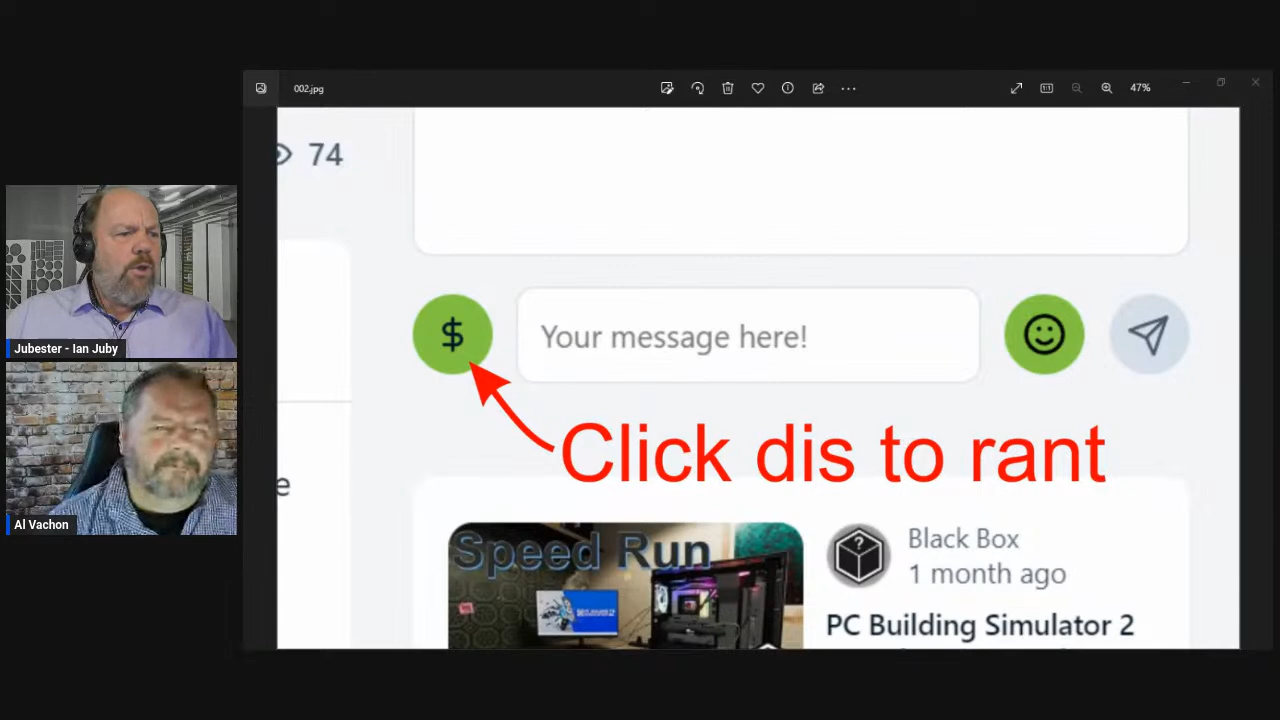 002.jpg
47%
74
$
Your message here!
Click dis to rant
e
Speed Run
?
Black Box
1 month ago
PC Building Simulator 2
Jubester - Ian Juby
Al Vachon